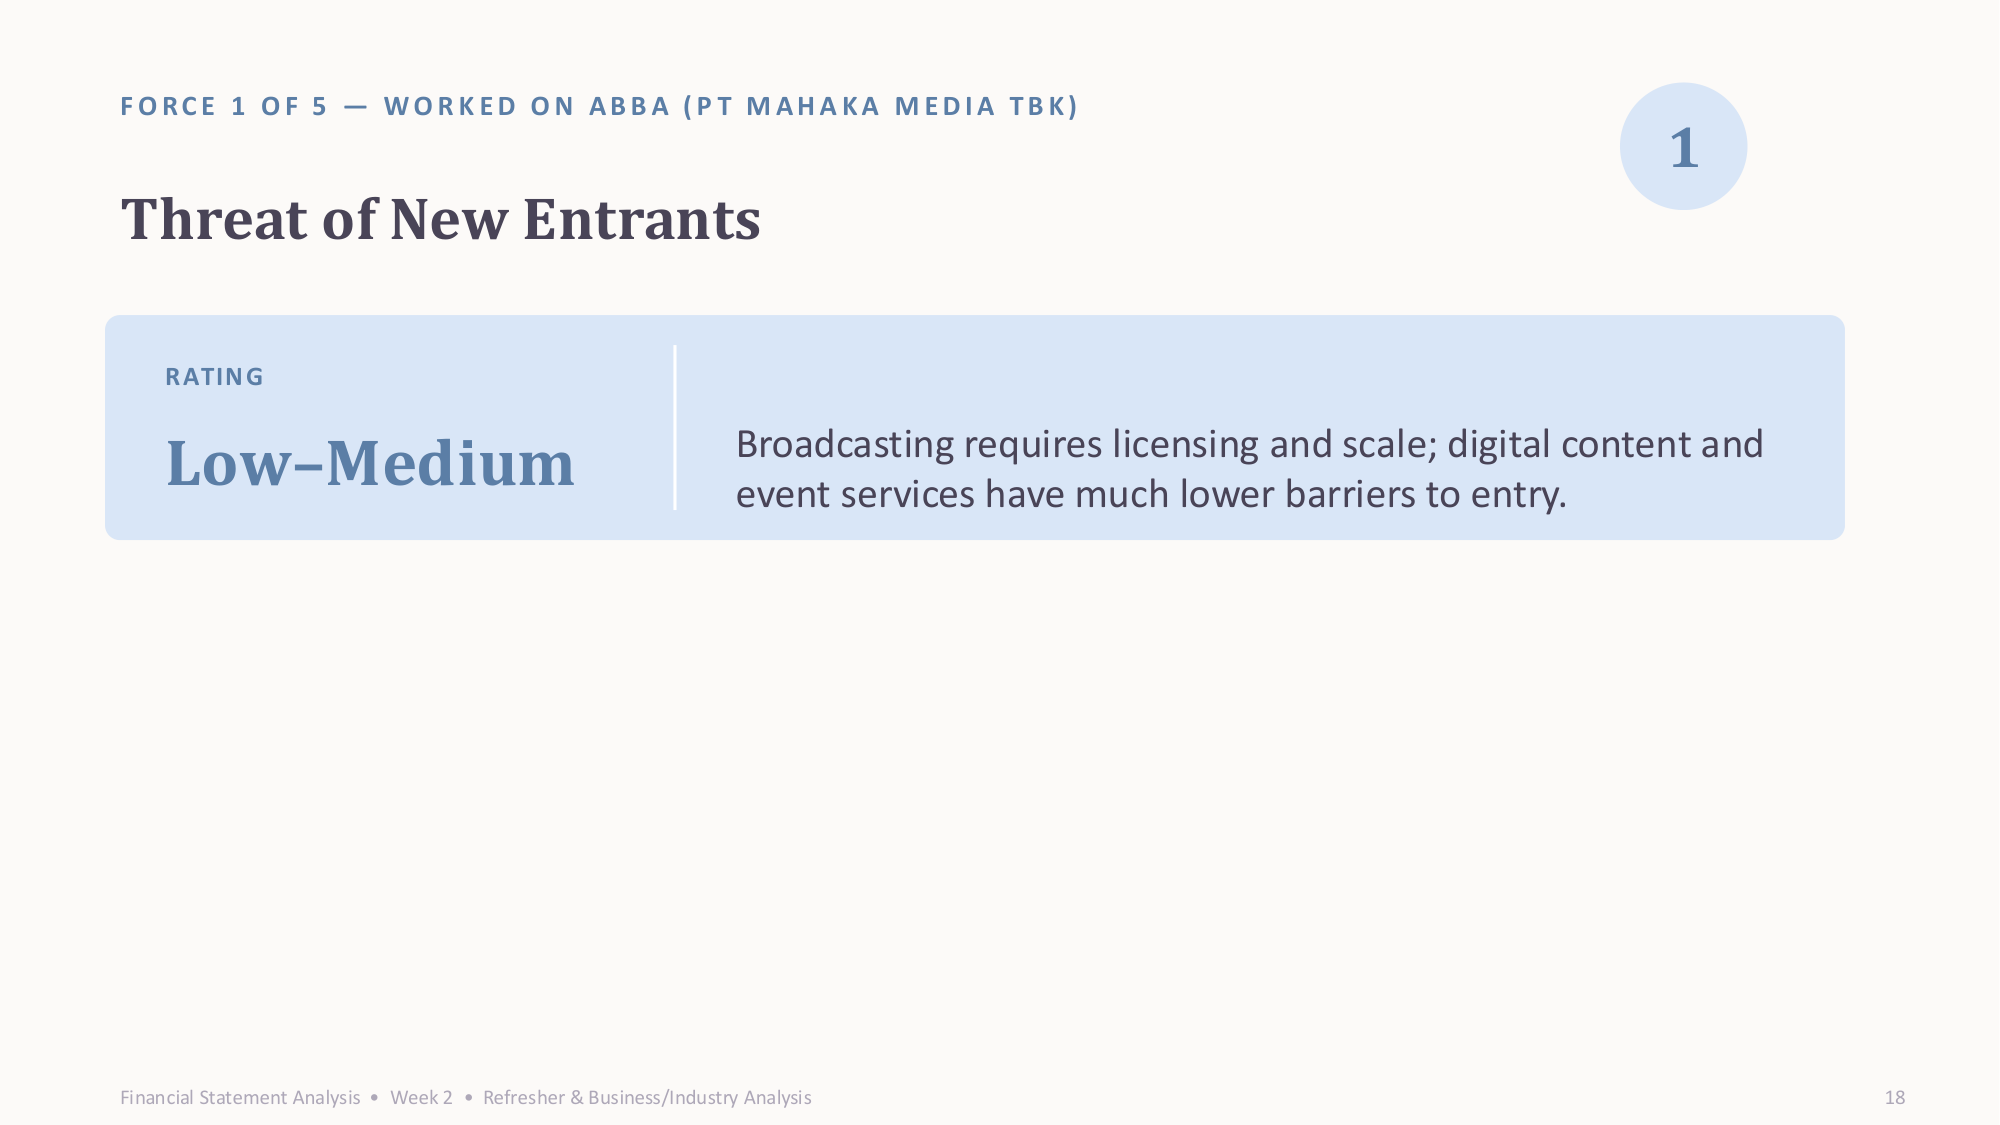 FORCE 1 OF 5 — WORKED ON ABBA (PT MAHAKA MEDIA TBK)
1
Threat of New Entrants
RATING
Low–Medium
Broadcasting requires licensing and scale; digital content and
event services have much lower barriers to entry.
Financial Statement Analysis • Week 2 • Refresher & Business/Industry Analysis
18